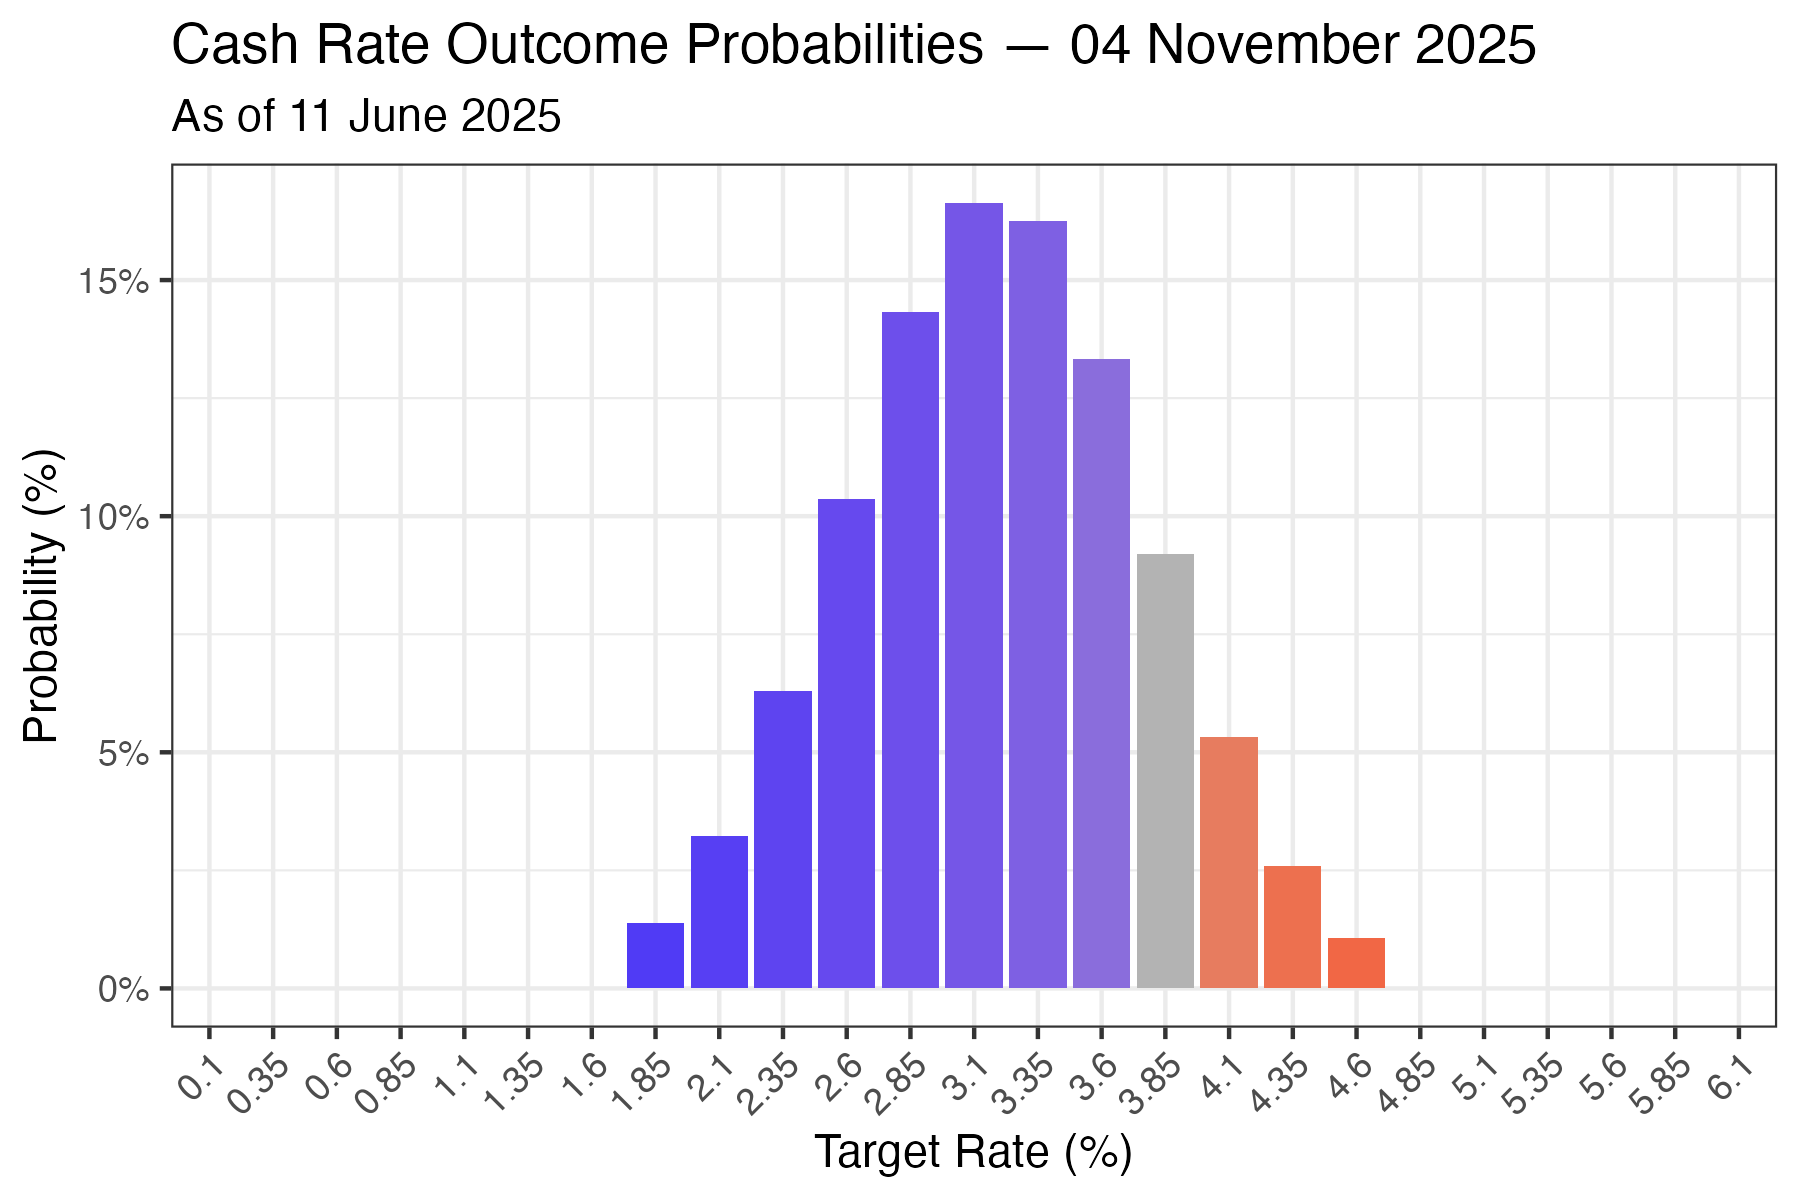 Cash Rate Outcome Probabilities — 04 November 2025
As of 11 June 2025
Probability (%)
15%
10%
5%
0%
0.1 0.35 0.6 0.85 1.1 1.35 1.6 1.85 2.1 2.35 2.6 2.85 3.1 3.35 3.6 3.85 4.1 4.35 4.6 4.85 5.1 5.35 5.6 5.85 6.1
Target Rate (%)